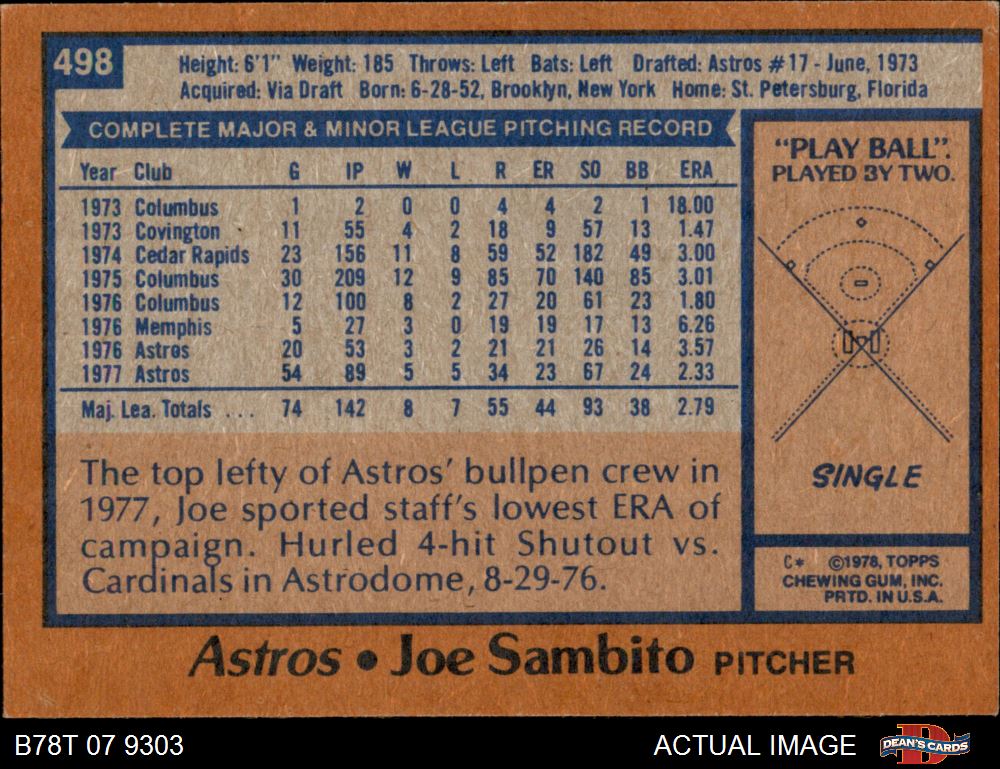 498
Height: 6'1" Weight: 185 Throws: Left Bats: Left Drafted: Astros #17 - June, 1973
Acquired: Via Draft Born: 6-28-52, Brooklyn, New York Home: St. Petersburg, Florida
COMPLETE MAJOR & MINOR LEAGUE PITCHING RECORD
Year Club G IP W L R ER SO BB ERA
1973 Columbus 1 2 0 0 4 4 2 1 18.00
1973 Covington 11 55 4 2 18 9 57 13 1.47
1974 Cedar Rapids 23 156 11 8 59 52 182 49 3.00
1975 Columbus 30 209 12 9 85 70 140 85 3.01
1976 Columbus 12 100 8 2 27 20 61 23 1.80
1976 Memphis 5 27 3 0 19 19 17 13 6.26
1976 Astros 20 53 3 2 21 21 26 14 3.57
1977 Astros 54 89 5 5 34 23 67 24 2.33
Maj. Lea. Totals ... 74 142 8 7 55 44 93 38 2.79
The top lefty of Astros' bullpen crew in
1977, Joe sported staff's lowest ERA of
campaign. Hurled 4-hit Shutout vs.
Cardinals in Astrodome, 8-29-76.
"PLAY BALL".
PLAYED BY TWO.
SINGLE
C* ©1978, TOPPS
CHEWING GUM, INC.
PRTD. IN U.S.A.
Astros • Joe Sambito PITCHER
B78T 07 9303
ACTUAL IMAGE
DEAN'S CARDS